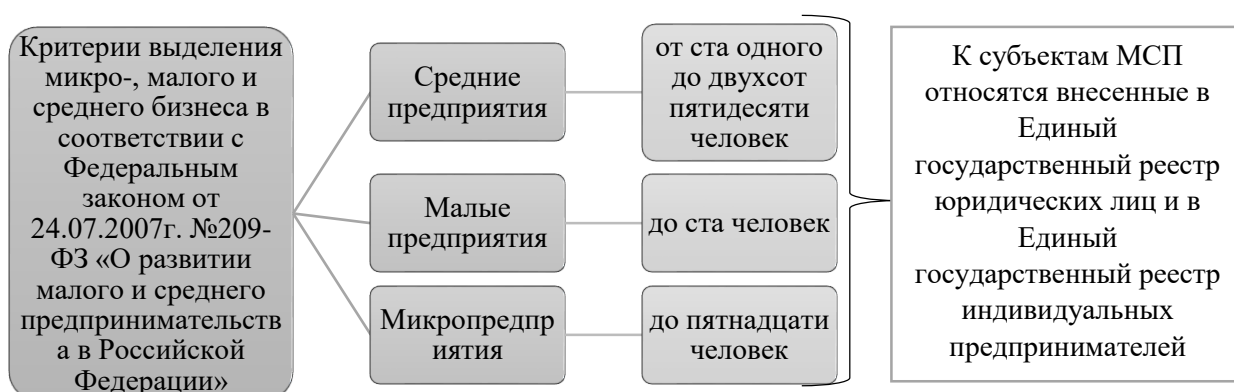 Критерии выделения
микро-, малого и
среднего бизнеса в
соответствии с
Федеральным
законом от
24.07.2007г. №209-
ФЗ «О развитии
малого и среднего
предпринимательств
а в Российской
Федерации»
Средние
предприятия
от ста одного
до двухсот
пятидесяти
человек
Малые
предприятия
до ста человек
Микропредпр
иятия
до пятнадцати
человек
К субъектам МСП
относятся внесенные в
Единый
государственный реестр
юридических лиц и в
Единый
государственный реестр
индивидуальных
предпринимателей